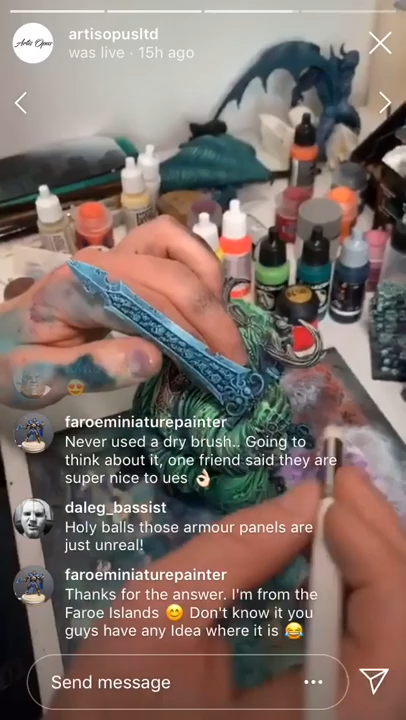 Artis Opus
artisopusltd
was live · 15h ago
😍
faroeminiaturepainter
Never used a dry brush.. Going to
think about it, one friend said they are
super nice to ues 👌🏻
daleg_bassist
Holy balls those armour panels are
just unreal!
faroeminiaturepainter
Thanks for the answer. I'm from the
Faroe Islands 😊 Don't know it you
guys have any Idea where it is 😂
Send message